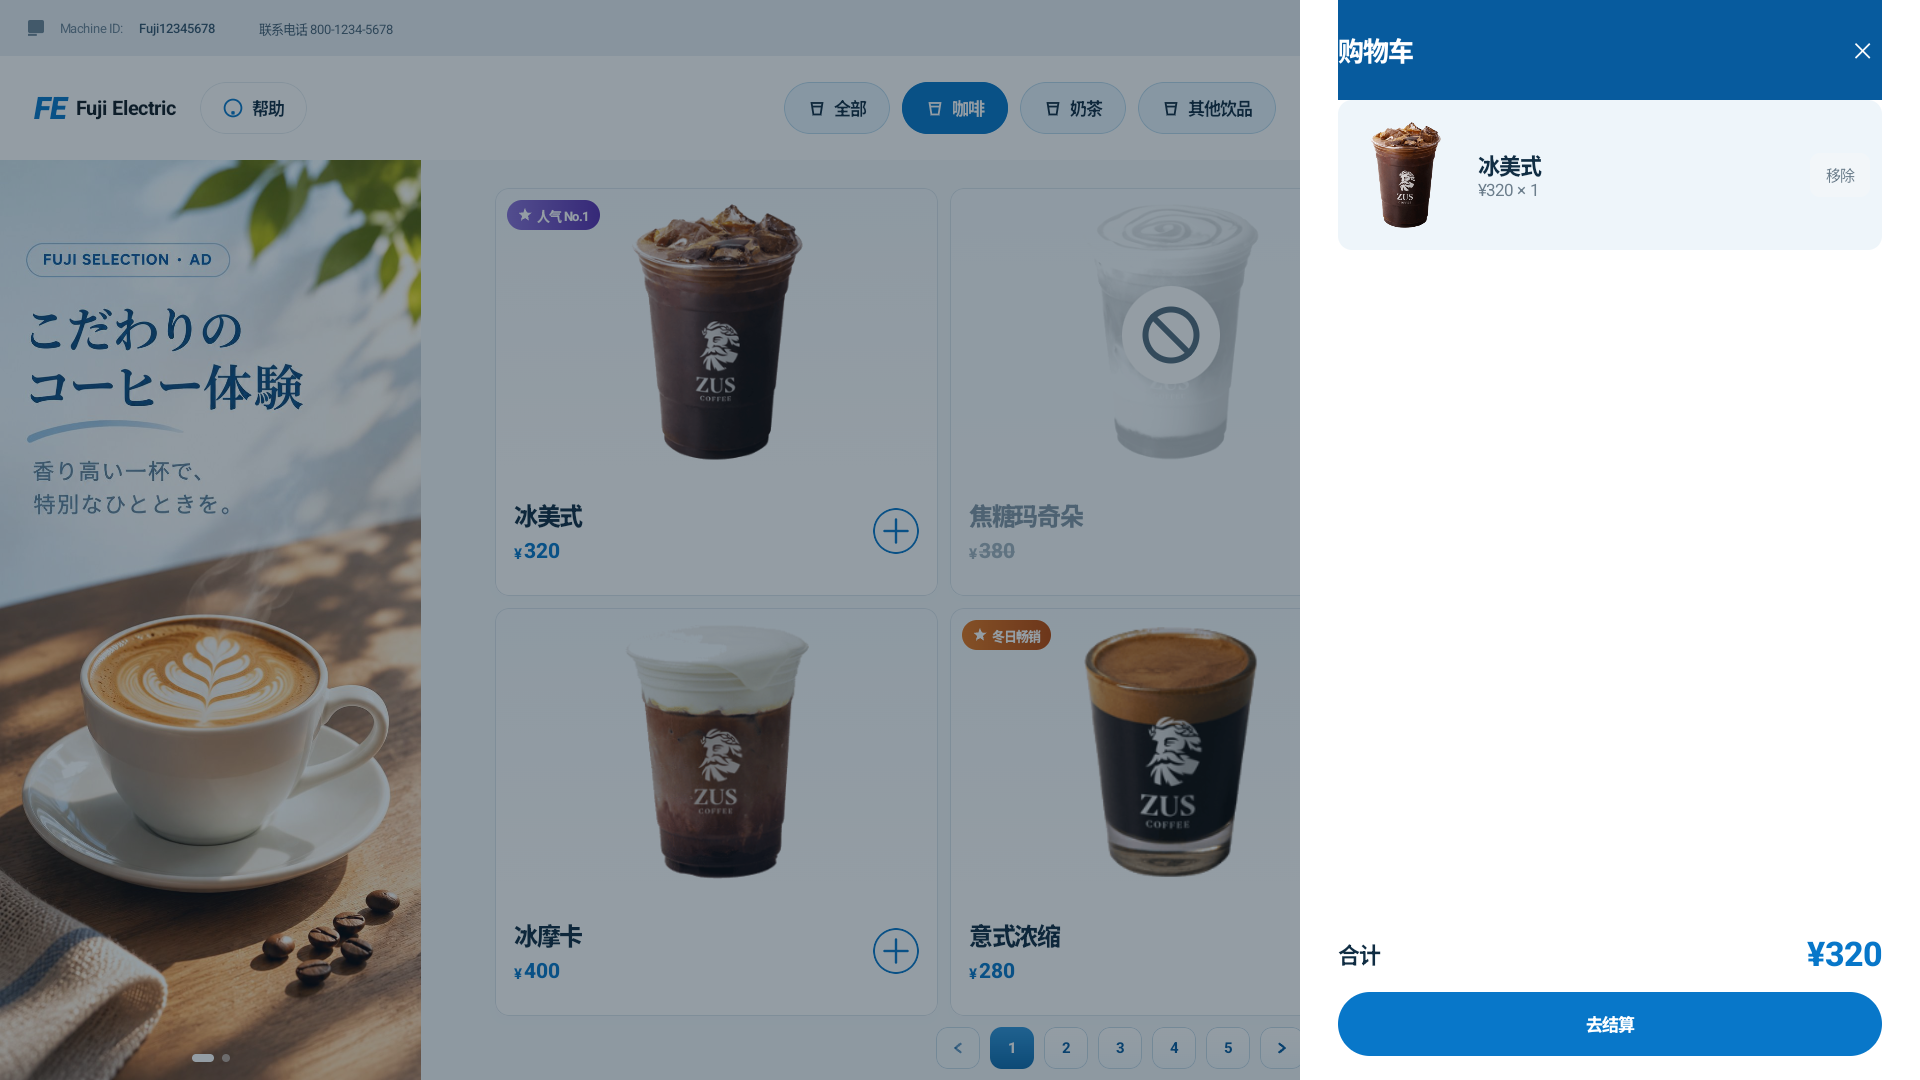 Machine ID: Fuji12345678 联系电话 800-1234-5678
FE Fuji Electric 帮助
全部 咖啡 奶茶 其他饮品
FUJI SELECTION・AD
こだわりの
コーヒー体験
香り高い一杯で、
特別なひとときを。
人气 No.1
ZUS
COFFEE
冰美式
¥320
焦糖玛奇朵
¥380
ZUS
COFFEE
冰摩卡
¥400
冬日畅销
ZUS
COFFEE
意式浓缩
¥280
< 1 2 3 4 5 >
购物车
ZUS
冰美式
¥320 × 1
移除
合计 ¥320
去结算